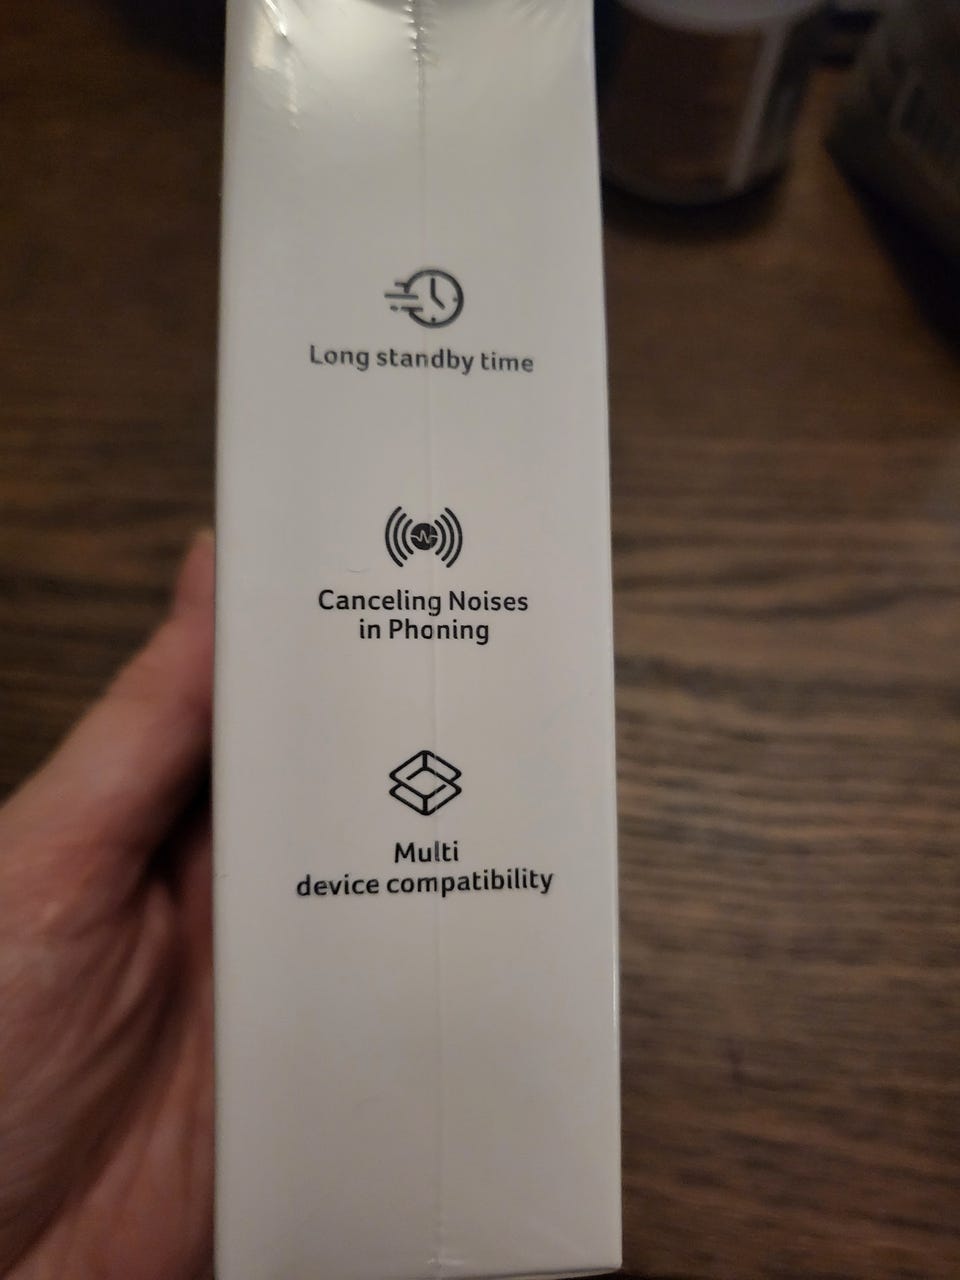 Long standby time
Canceling Noises
in Phoning
Multi
device compatibility